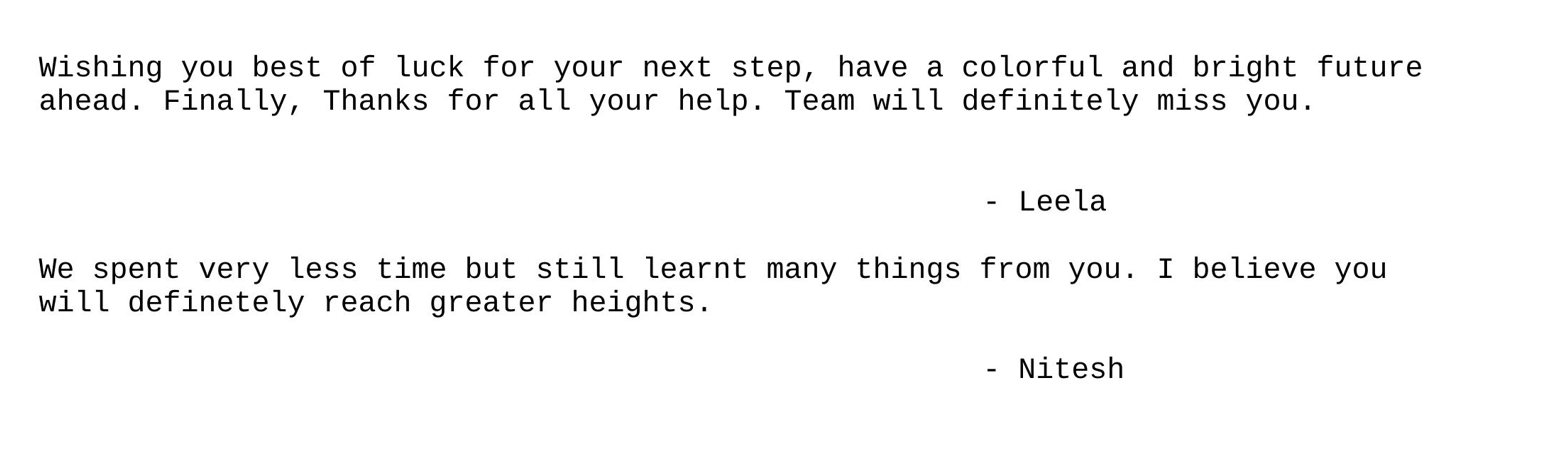 Wishing you best of luck for your next step, have a colorful and bright future
ahead. Finally, Thanks for all your help. Team will definitely miss you.
- Leela
We spent very less time but still learnt many things from you. I believe you
will definetely reach greater heights.
- Nitesh